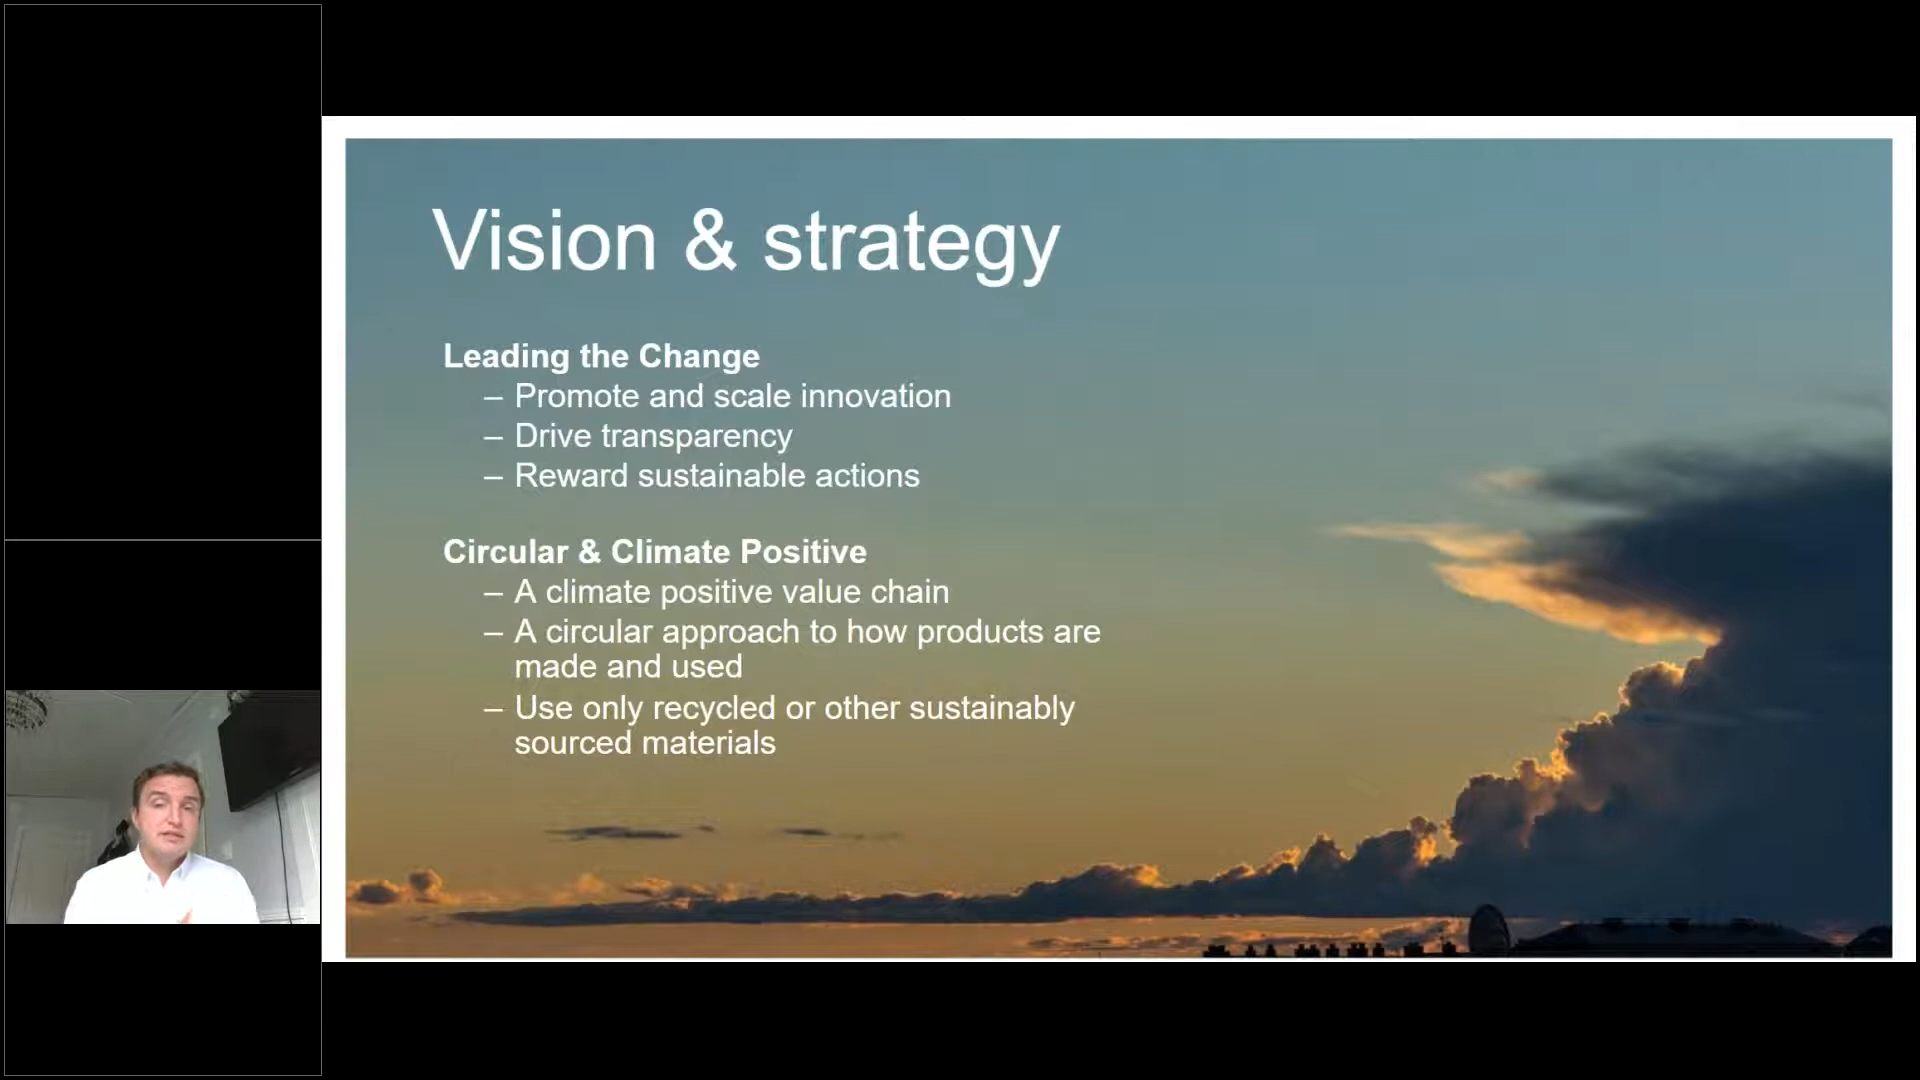 Vision & strategy
Leading the Change
– Promote and scale innovation
– Drive transparency
– Reward sustainable actions
Circular & Climate Positive
– A climate positive value chain
– A circular approach to how products are
made and used
– Use only recycled or other sustainably
sourced materials